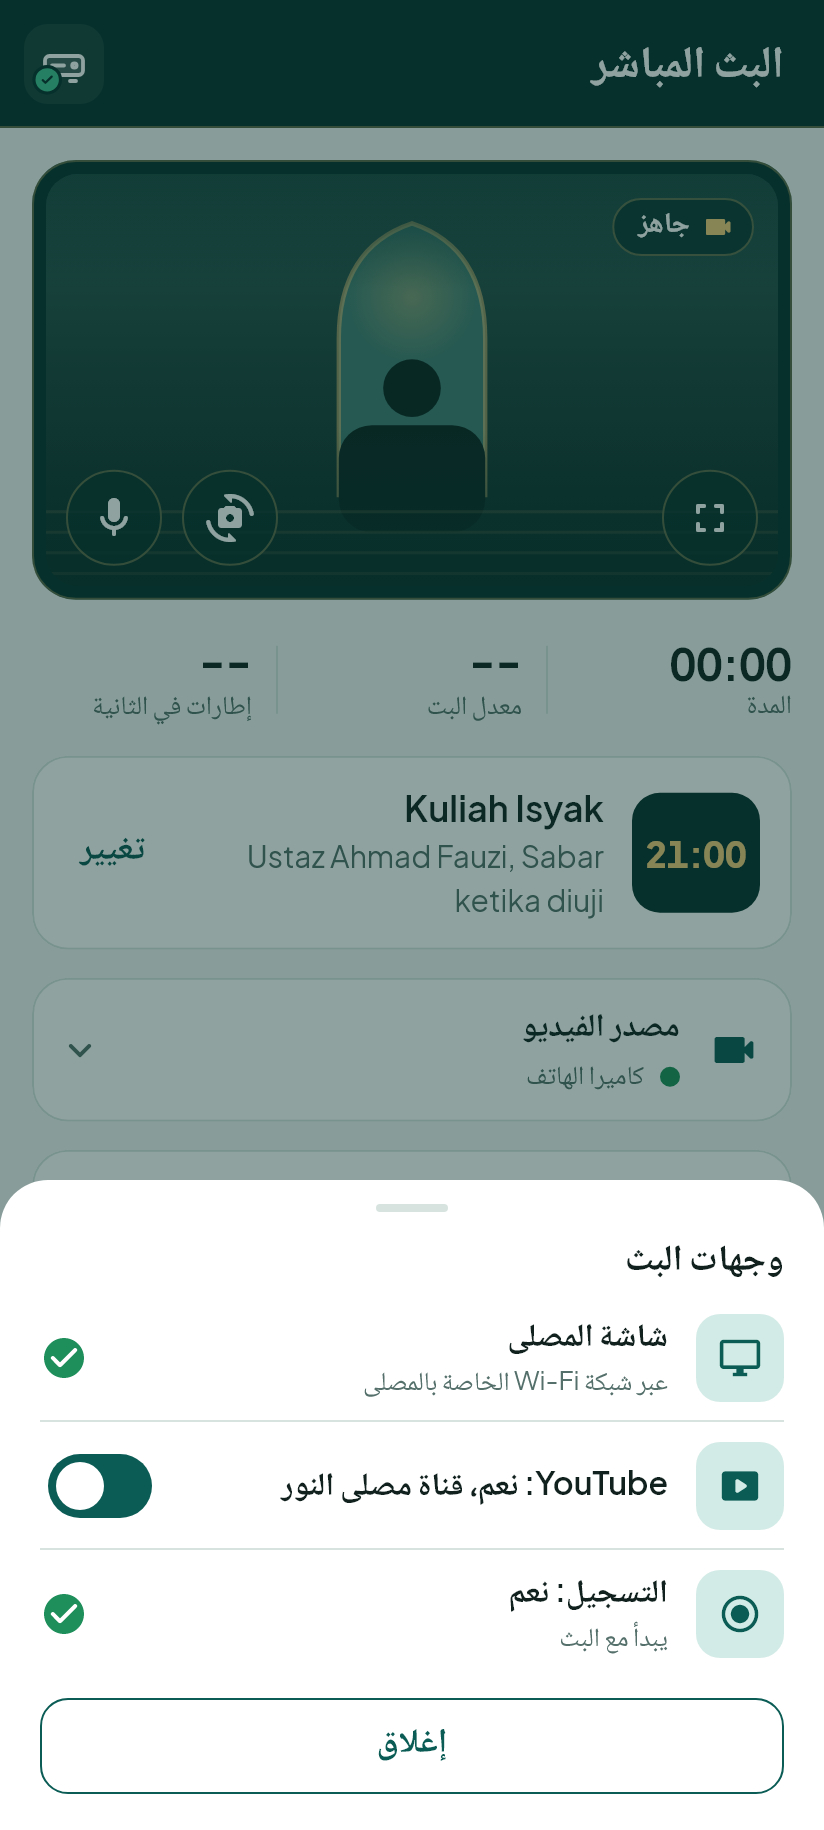 البث المباشر
جاهز
00:00
المدة
--
معدل البت
--
إطارات في الثانية
21:00
Kuliah Isyak
Ustaz Ahmad Fauzi, Sabar
ketika diuji
تغيير
مصدر الفيديو
كاميرا الهاتف
وجهات البث
شاشة المصلى
عبر شبكة Wi-Fi الخاصة بالمصلى
YouTube: نعم، قناة مصلى النور
التسجيل: نعم
يبدأ مع البث
إغلاق